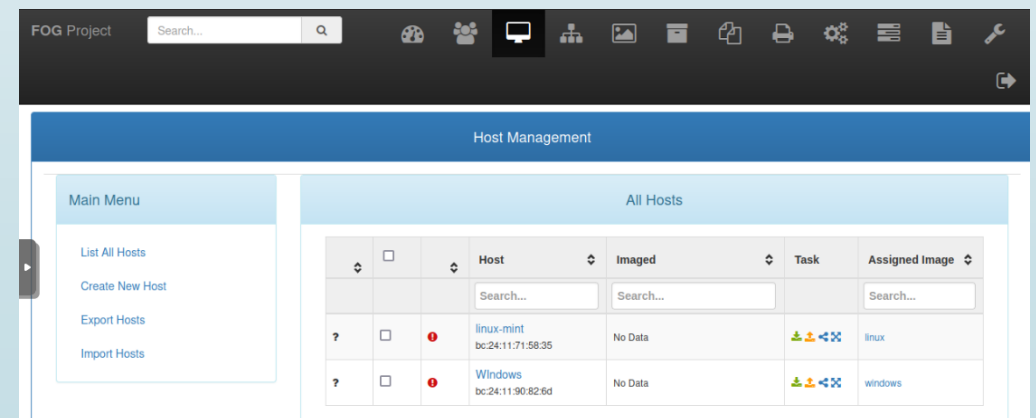 FOG Project
Search...
Host Management
Main Menu
List All Hosts
Create New Host
Export Hosts
Import Hosts
All Hosts
Host Imaged Task Assigned Image
Search... Search... Search...
? linux-mint No Data linux
bc:24:11:71:58:35
? WIndows No Data windows
bc:24:11:90:82:6d